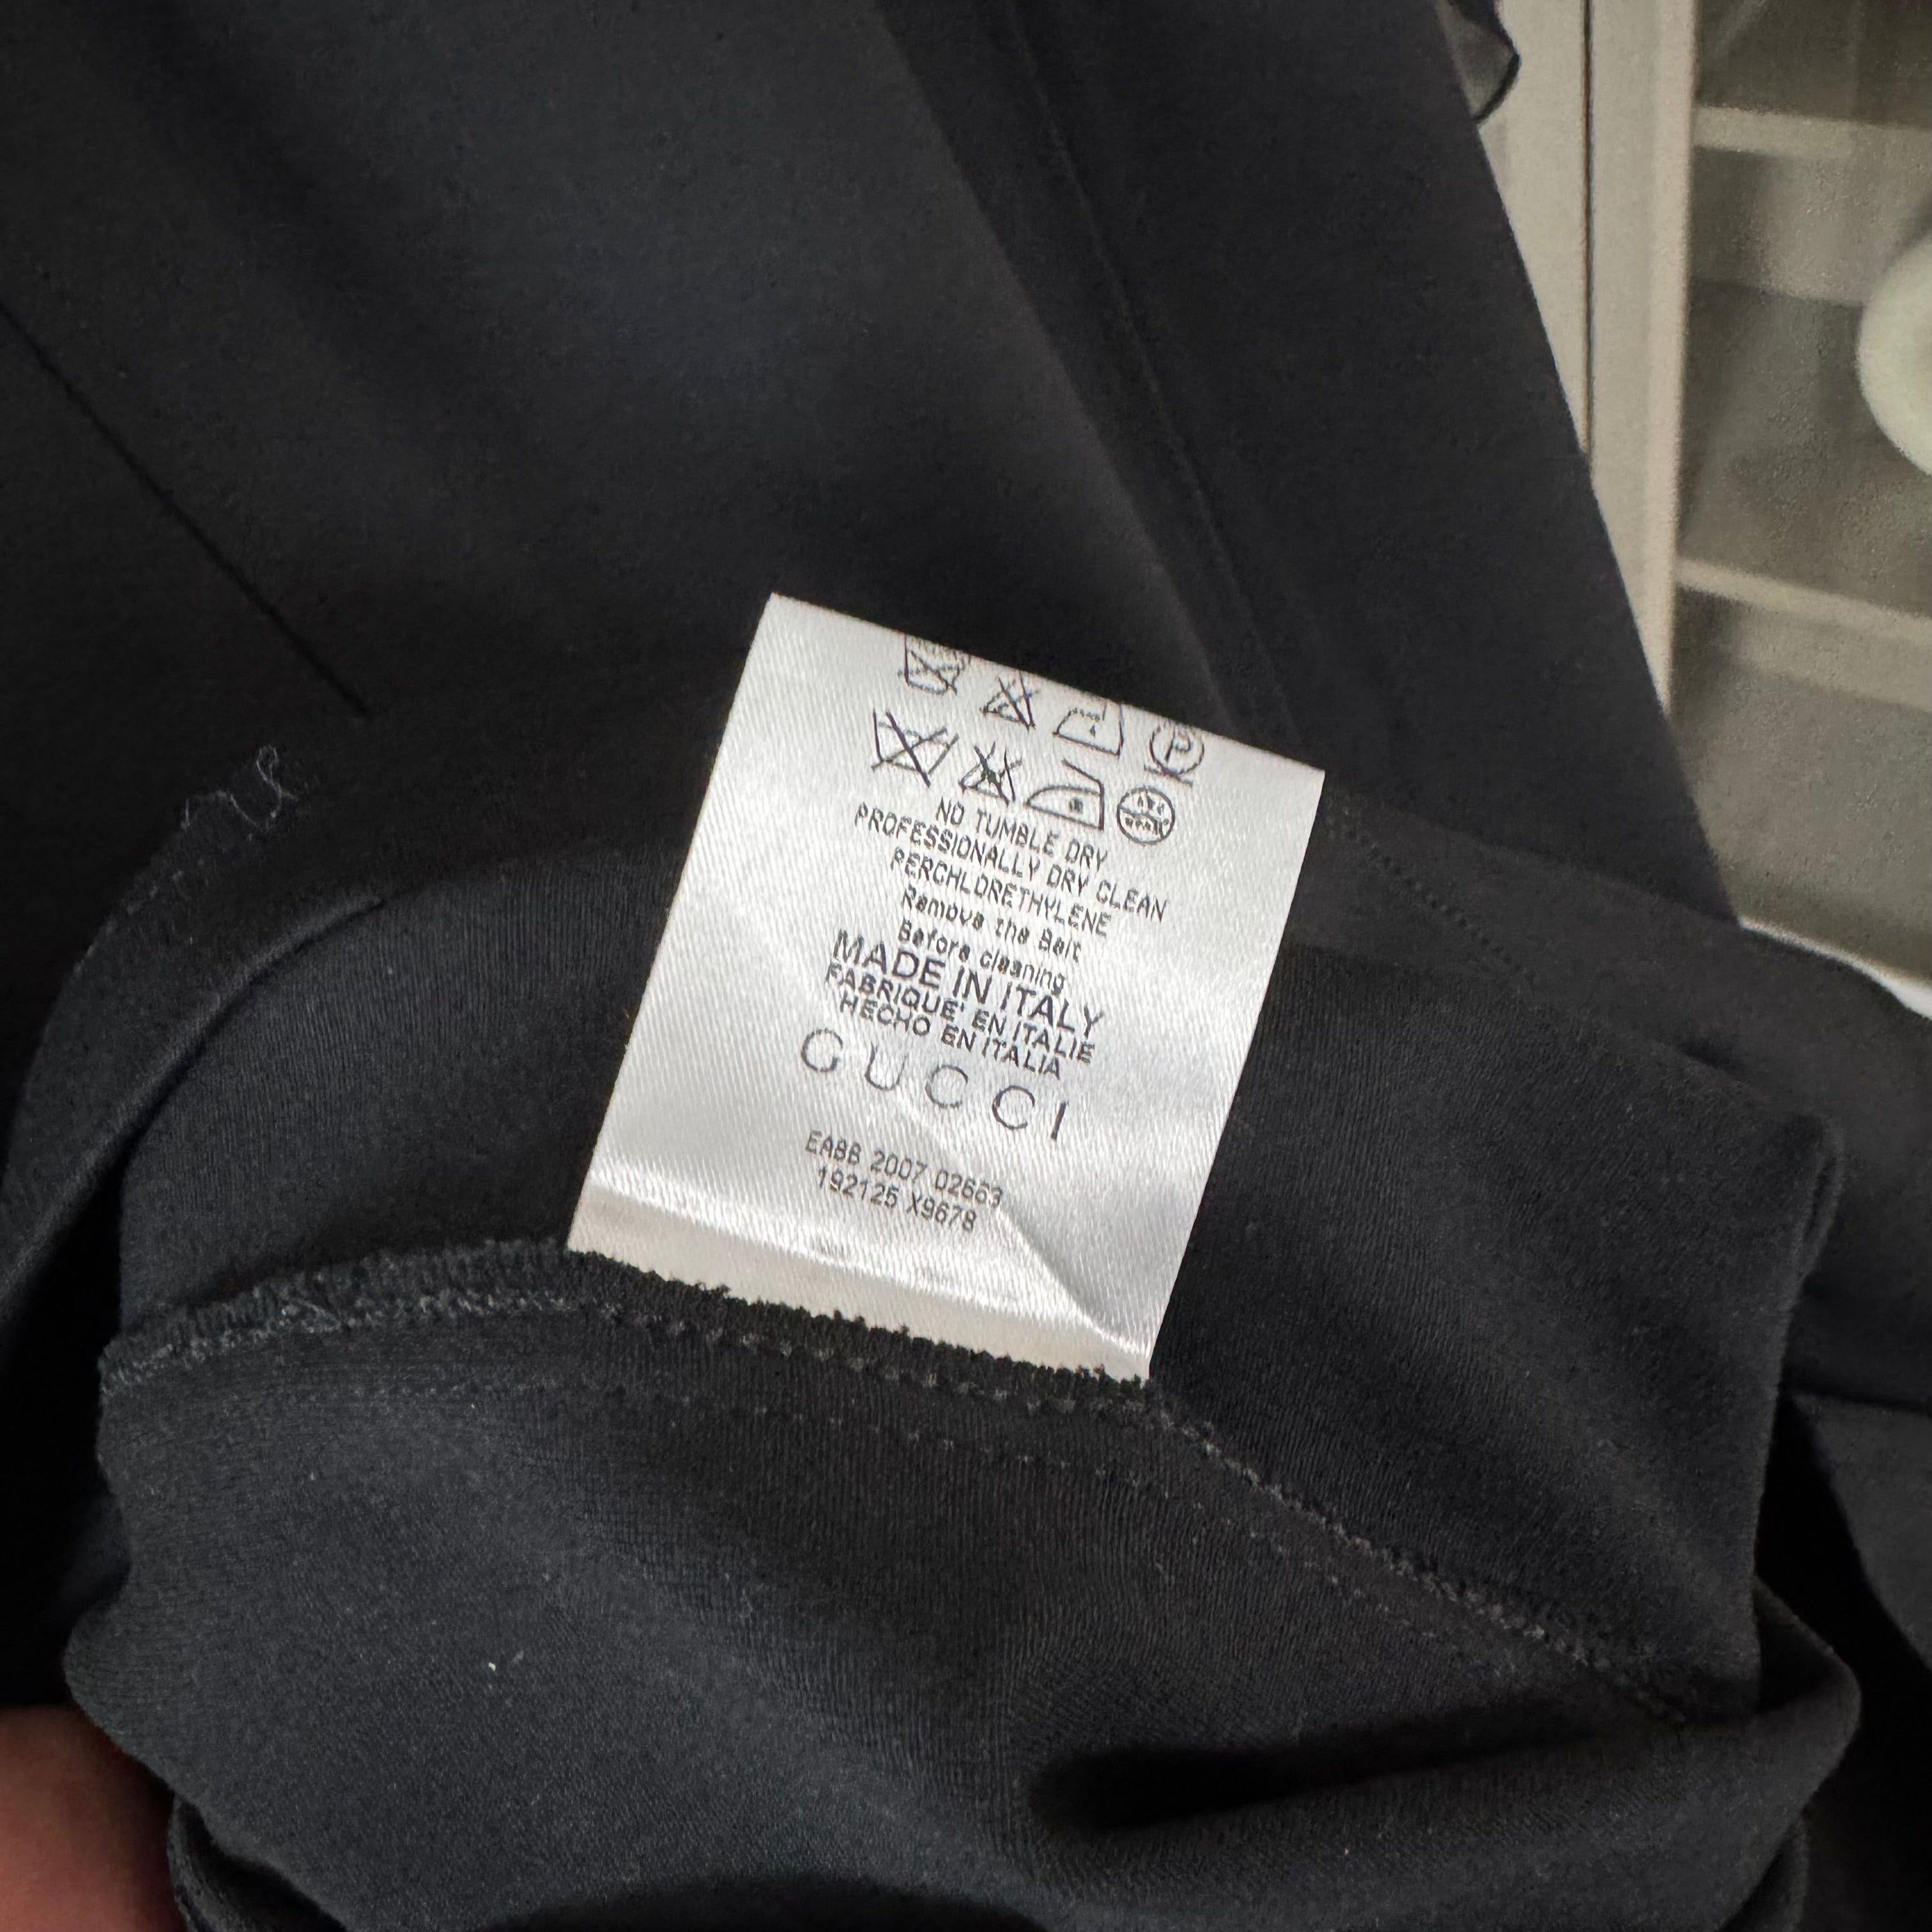 NO TUMBLE DRY
PROFESSIONALLY DRY CLEAN
PERCHLORETHYLENE
Remove the Belt
Before cleaning
MADE IN ITALY
FABRIQUE' EN ITALIE
HECHO EN ITALIA
GUCCI
EABB 2007 02663
192125 X9678